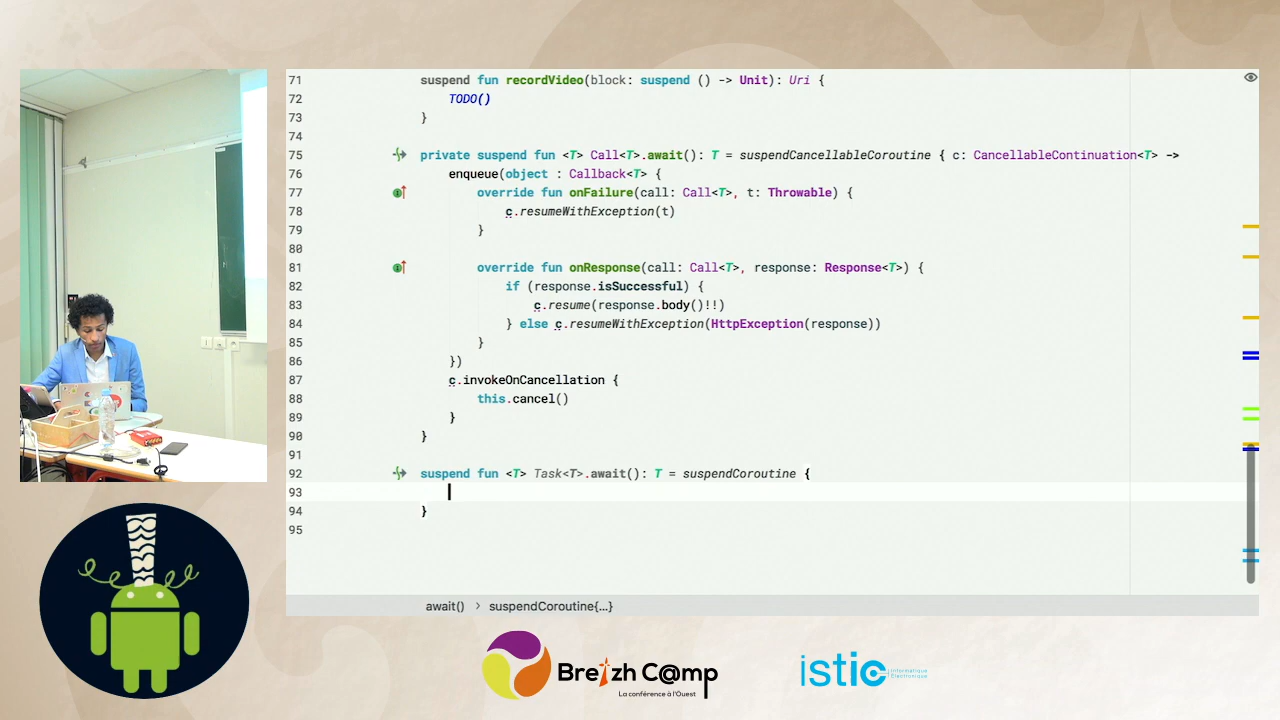 71 suspend fun recordVideo(block: suspend () -> Unit): Uri {
72 TODO()
73 }
74
75 private suspend fun <T> Call<T>.await(): T = suspendCancellableCoroutine { c: CancellableContinuation<T> ->
76 enqueue(object : Callback<T> {
77 override fun onFailure(call: Call<T>, t: Throwable) {
78 c.resumeWithException(t)
79 }
80
81 override fun onResponse(call: Call<T>, response: Response<T>) {
82 if (response.isSuccessful) {
83 c.resume(response.body()!!)
84 } else c.resumeWithException(HttpException(response))
85 }
86 })
87 c.invokeOnCancellation {
88 this.cancel()
89 }
90 }
91
92 suspend fun <T> Task<T>.await(): T = suspendCoroutine {
93
94 }
95
await() > suspendCoroutine{...}
Breizh C@mp
La conférence à l'Ouest
istic
Informatique
Électronique